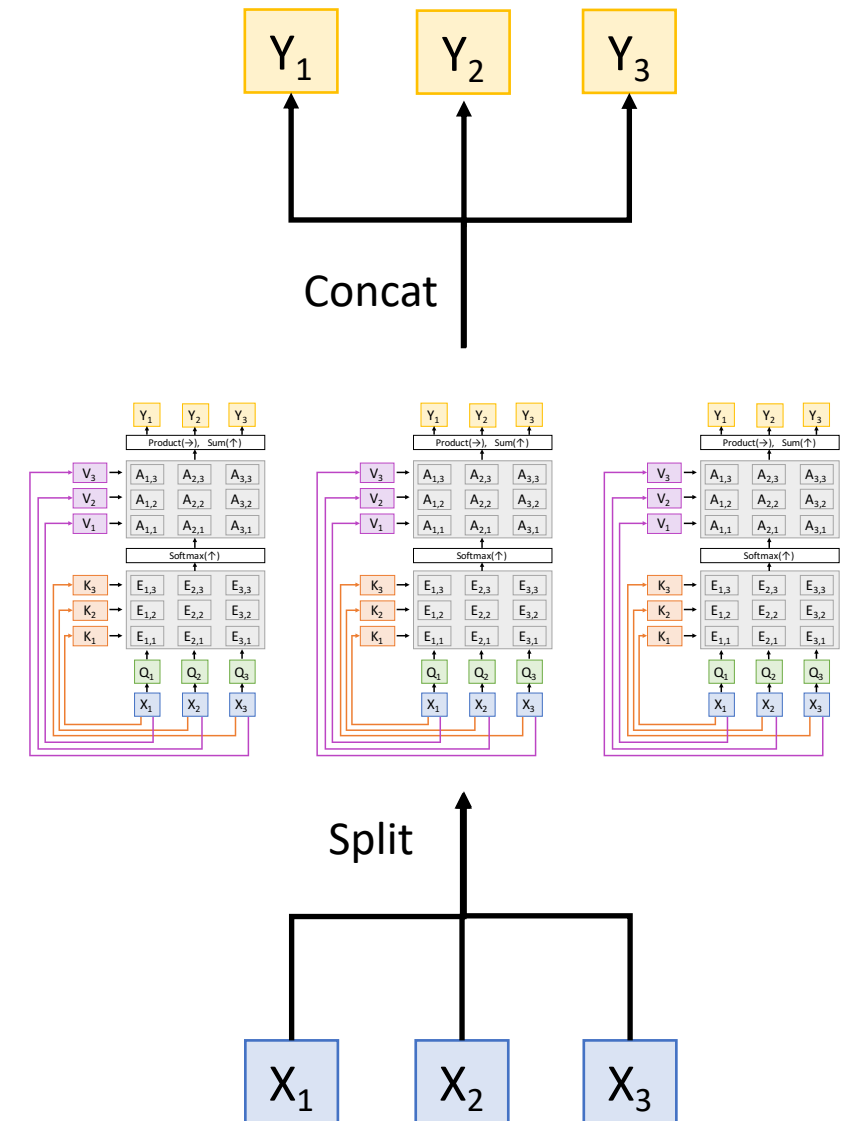 Y₁ Y₂ Y₃
Concat
Y₁ Y₂ Y₃ Y₁ Y₂ Y₃ Y₁ Y₂ Y₃
Product(→), Sum(↑) Product(→), Sum(↑) Product(→), Sum(↑)
V₃ A₁,₃ A₂,₃ A₃,₃ V₃ A₁,₃ A₂,₃ A₃,₃ V₃ A₁,₃ A₂,₃ A₃,₃
V₂ A₁,₂ A₂,₂ A₃,₂ V₂ A₁,₂ A₂,₂ A₃,₂ V₂ A₁,₂ A₂,₂ A₃,₂
V₁ A₁,₁ A₂,₁ A₃,₁ V₁ A₁,₁ A₂,₁ A₃,₁ V₁ A₁,₁ A₂,₁ A₃,₁
Softmax(↑) Softmax(↑) Softmax(↑)
K₃ E₁,₃ E₂,₃ E₃,₃ K₃ E₁,₃ E₂,₃ E₃,₃ K₃ E₁,₃ E₂,₃ E₃,₃
K₂ E₁,₂ E₂,₂ E₃,₂ K₂ E₁,₂ E₂,₂ E₃,₂ K₂ E₁,₂ E₂,₂ E₃,₂
K₁ E₁,₁ E₂,₁ E₃,₁ K₁ E₁,₁ E₂,₁ E₃,₁ K₁ E₁,₁ E₂,₁ E₃,₁
Q₁ Q₂ Q₃ Q₁ Q₂ Q₃ Q₁ Q₂ Q₃
X₁ X₂ X₃ X₁ X₂ X₃ X₁ X₂ X₃
Split
X₁ X₂ X₃